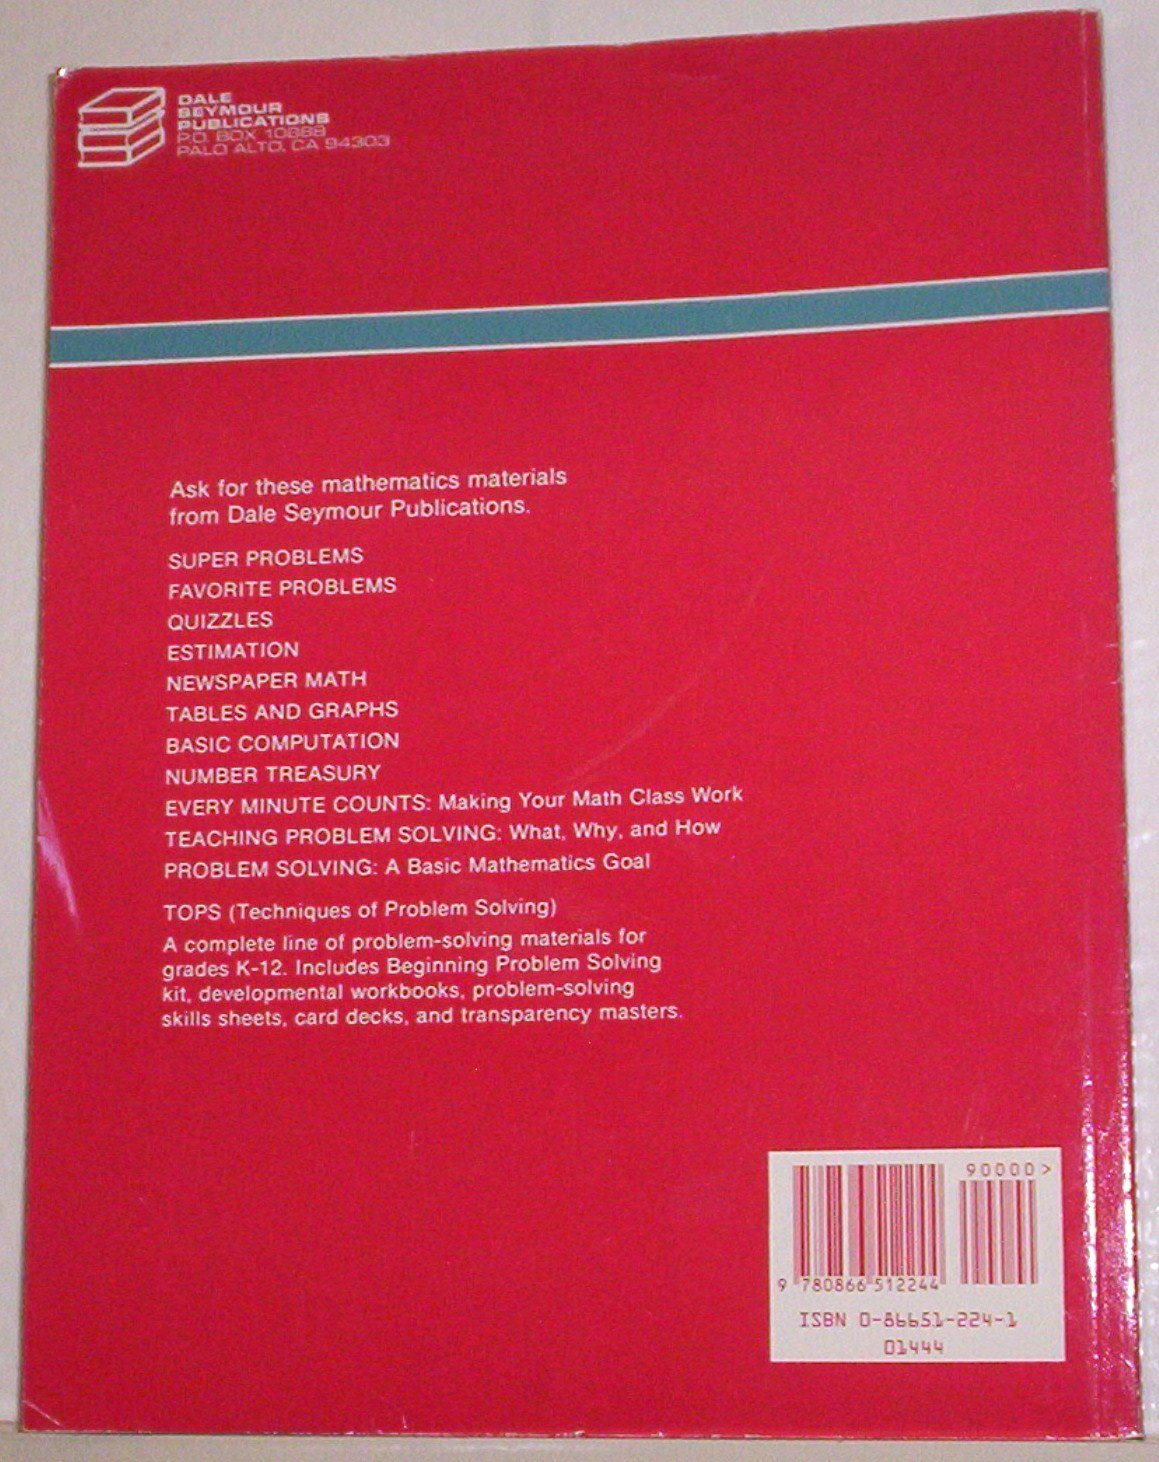 DALE
SEYMOUR
PUBLICATIONS
P.O. BOX 10888
PALO ALTO, CA 94303
Ask for these mathematics materials
from Dale Seymour Publications.
SUPER PROBLEMS
FAVORITE PROBLEMS
QUIZZLES
ESTIMATION
NEWSPAPER MATH
TABLES AND GRAPHS
BASIC COMPUTATION
NUMBER TREASURY
EVERY MINUTE COUNTS: Making Your Math Class Work
TEACHING PROBLEM SOLVING: What, Why, and How
PROBLEM SOLVING: A Basic Mathematics Goal
TOPS (Techniques of Problem Solving)
A complete line of problem-solving materials for
grades K-12. Includes Beginning Problem Solving
kit, developmental workbooks, problem-solving
skills sheets, card decks, and transparency masters.
90000>
9 780866 512244
ISBN 0-86651-224-1
01444